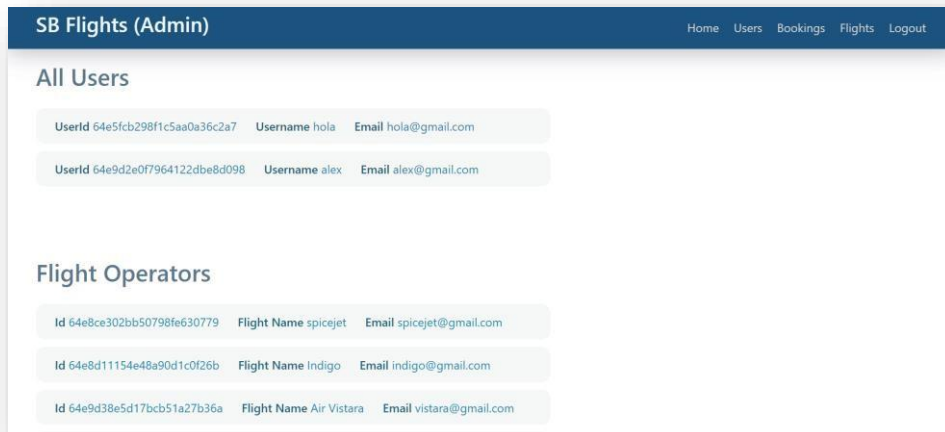 SB Flights (Admin) Home Users Bookings Flights Logout
All Users
UserId 64e5fcb298f1c5aa0a36c2a7 Username hola Email hola@gmail.com
UserId 64e9d2e0f7964122dbe8d098 Username alex Email alex@gmail.com
Flight Operators
Id 64e8ce302bb50798fe630779 Flight Name spicejet Email spicejet@gmail.com
Id 64e8d11154e48a90d1c0f26b Flight Name Indigo Email indigo@gmail.com
Id 64e9d38e5d17bcb51a27b36a Flight Name Air Vistara Email vistara@gmail.com